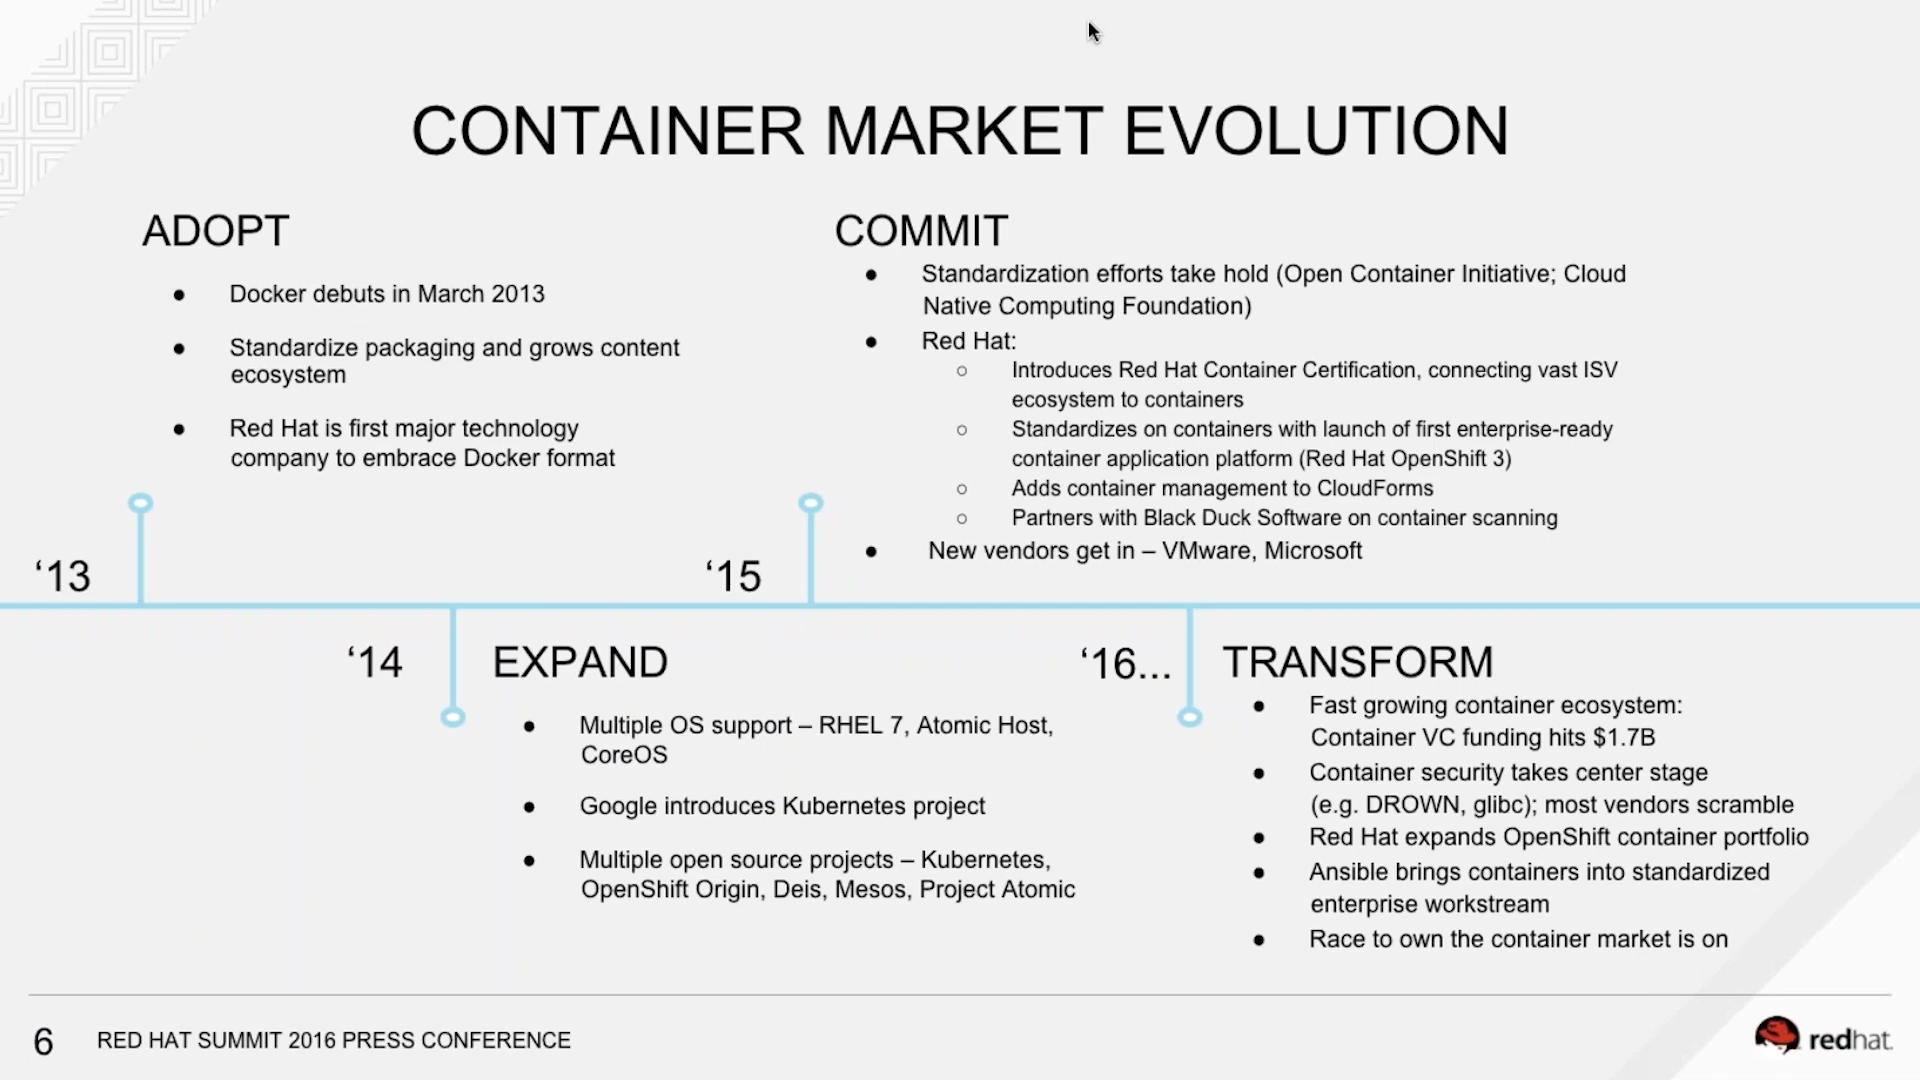 CONTAINER MARKET EVOLUTION
ADOPT
● Docker debuts in March 2013
● Standardize packaging and grows content
ecosystem
● Red Hat is first major technology
company to embrace Docker format
‘13
COMMIT
● Standardization efforts take hold (Open Container Initiative; Cloud
Native Computing Foundation)
● Red Hat:
○ Introduces Red Hat Container Certification, connecting vast ISV
ecosystem to containers
○ Standardizes on containers with launch of first enterprise-ready
container application platform (Red Hat OpenShift 3)
○ Adds container management to CloudForms
○ Partners with Black Duck Software on container scanning
● New vendors get in – VMware, Microsoft
‘15
‘14
EXPAND
● Multiple OS support – RHEL 7, Atomic Host,
CoreOS
● Google introduces Kubernetes project
● Multiple open source projects – Kubernetes,
OpenShift Origin, Deis, Mesos, Project Atomic
‘16...
TRANSFORM
● Fast growing container ecosystem:
Container VC funding hits $1.7B
● Container security takes center stage
(e.g. DROWN, glibc); most vendors scramble
● Red Hat expands OpenShift container portfolio
● Ansible brings containers into standardized
enterprise workstream
● Race to own the container market is on
6 RED HAT SUMMIT 2016 PRESS CONFERENCE
redhat.